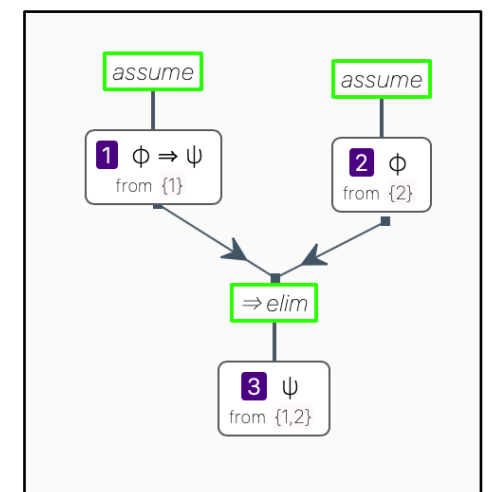 assume
assume
1 ϕ ⇒ ψ
from {1}
2 ϕ
from {2}
⇒ elim
3 ψ
from {1,2}